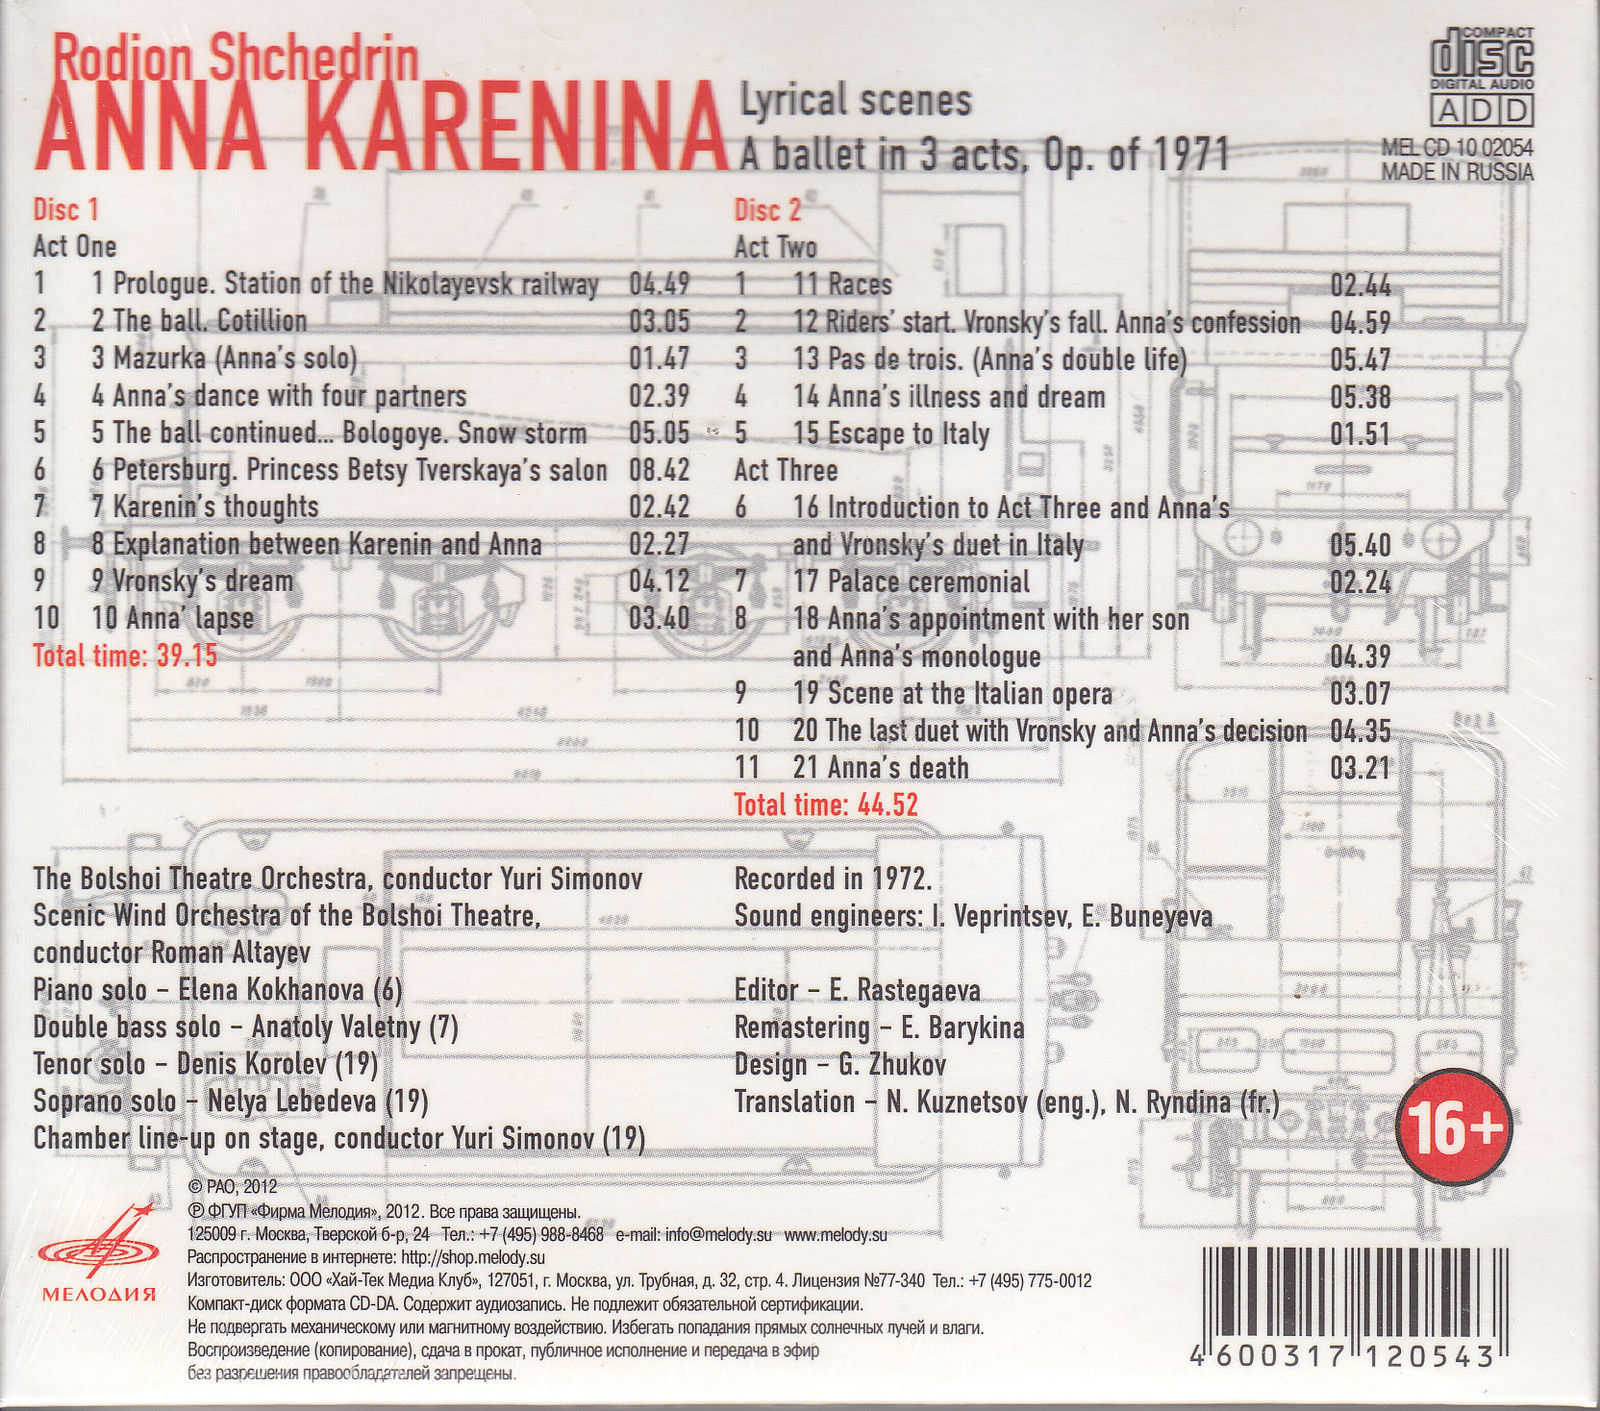 Rodion Shchedrin
ANNA KARENINA
Lyrical scenes
A ballet in 3 acts, Op. of 1971
COMPACT
disc
DIGITAL AUDIO
ADD
MEL CD 10 02054
MADE IN RUSSIA
Disc 1
Act One
1 1 Prologue. Station of the Nikolayevsk railway 04.49
2 2 The ball. Cotillion 03.05
3 3 Mazurka (Anna's solo) 01.47
4 4 Anna's dance with four partners 02.39
5 5 The ball continued... Bologoye. Snow storm 05.05
6 6 Petersburg. Princess Betsy Tverskaya's salon 08.42
7 7 Karenin's thoughts 02.42
8 8 Explanation between Karenin and Anna 02.27
9 9 Vronsky's dream 04.12
10 10 Anna' lapse 03.40
Total time: 39.15
Disc 2
Act Two
1 11 Races 02.44
2 12 Riders' start. Vronsky's fall. Anna's confession 04.59
3 13 Pas de trois. (Anna's double life) 05.47
4 14 Anna's illness and dream 05.38
5 15 Escape to Italy 01.51
Act Three
6 16 Introduction to Act Three and Anna's
and Vronsky's duet in Italy 05.40
7 17 Palace ceremonial 02.24
8 18 Anna's appointment with her son
and Anna's monologue 04.39
9 19 Scene at the Italian opera 03.07
10 20 The last duet with Vronsky and Anna's decision 04.35
11 21 Anna's death 03.21
Total time: 44.52
The Bolshoi Theatre Orchestra, conductor Yuri Simonov
Scenic Wind Orchestra of the Bolshoi Theatre,
conductor Roman Altayev
Piano solo – Elena Kokhanova (6)
Double bass solo – Anatoly Valetny (7)
Tenor solo – Denis Korolev (19)
Soprano solo – Nelya Lebedeva (19)
Chamber line-up on stage, conductor Yuri Simonov (19)
Recorded in 1972.
Sound engineers: I. Veprintsev, E. Buneyeva
Editor – E. Rastegaeva
Remastering – E. Barykina
Design – G. Zhukov
Translation – N. Kuznetsov (eng.), N. Ryndina (fr.)
16+
МЕЛОДИЯ
© РАО, 2012
℗ ФГУП «Фирма Мелодия», 2012. Все права защищены.
125009 г. Москва, Тверской б-р, 24 Тел.: +7 (495) 988-8468 e-mail: info@melody.su www.melody.su
Распространение в интернете: http://shop.melody.su
Изготовитель: ООО «Хай-Тек Медиа Клуб», 127051, г. Москва, ул. Трубная, д. 32, стр. 4. Лицензия №77-340 Тел.: +7 (495) 775-0012
Компакт-диск формата CD-DA. Содержит аудиозапись. Не подлежит обязательной сертификации.
Не подвергать механическому или магнитному воздействию. Избегать попадания прямых солнечных лучей и влаги.
Воспроизведение (копирование), сдача в прокат, публичное исполнение и передача в эфир
без разрешения правообладателей запрещены.
4 600317 120543